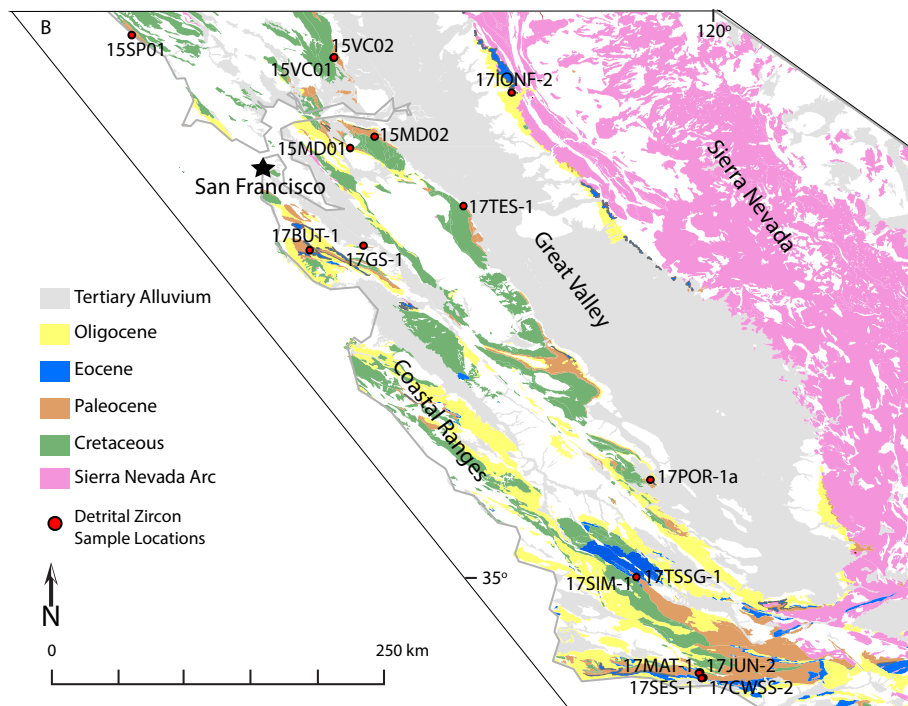 B
120°
15SP01
15VC02
15VC01
17IONF-2
15MD02
15MD01
Sierra Nevada
San Francisco
17TES-1
17BUT-1
17GS-1
Great Valley
Tertiary Alluvium
Oligocene
Eocene
Paleocene
Cretaceous
Sierra Nevada Arc
Detrital Zircon
Sample Locations
Coastal Ranges
17POR-1a
35°
17SIM-1
17TSSG-1
N
0
250 km
17MAT-1
17JUN-2
17SES-1
17CWSS-2